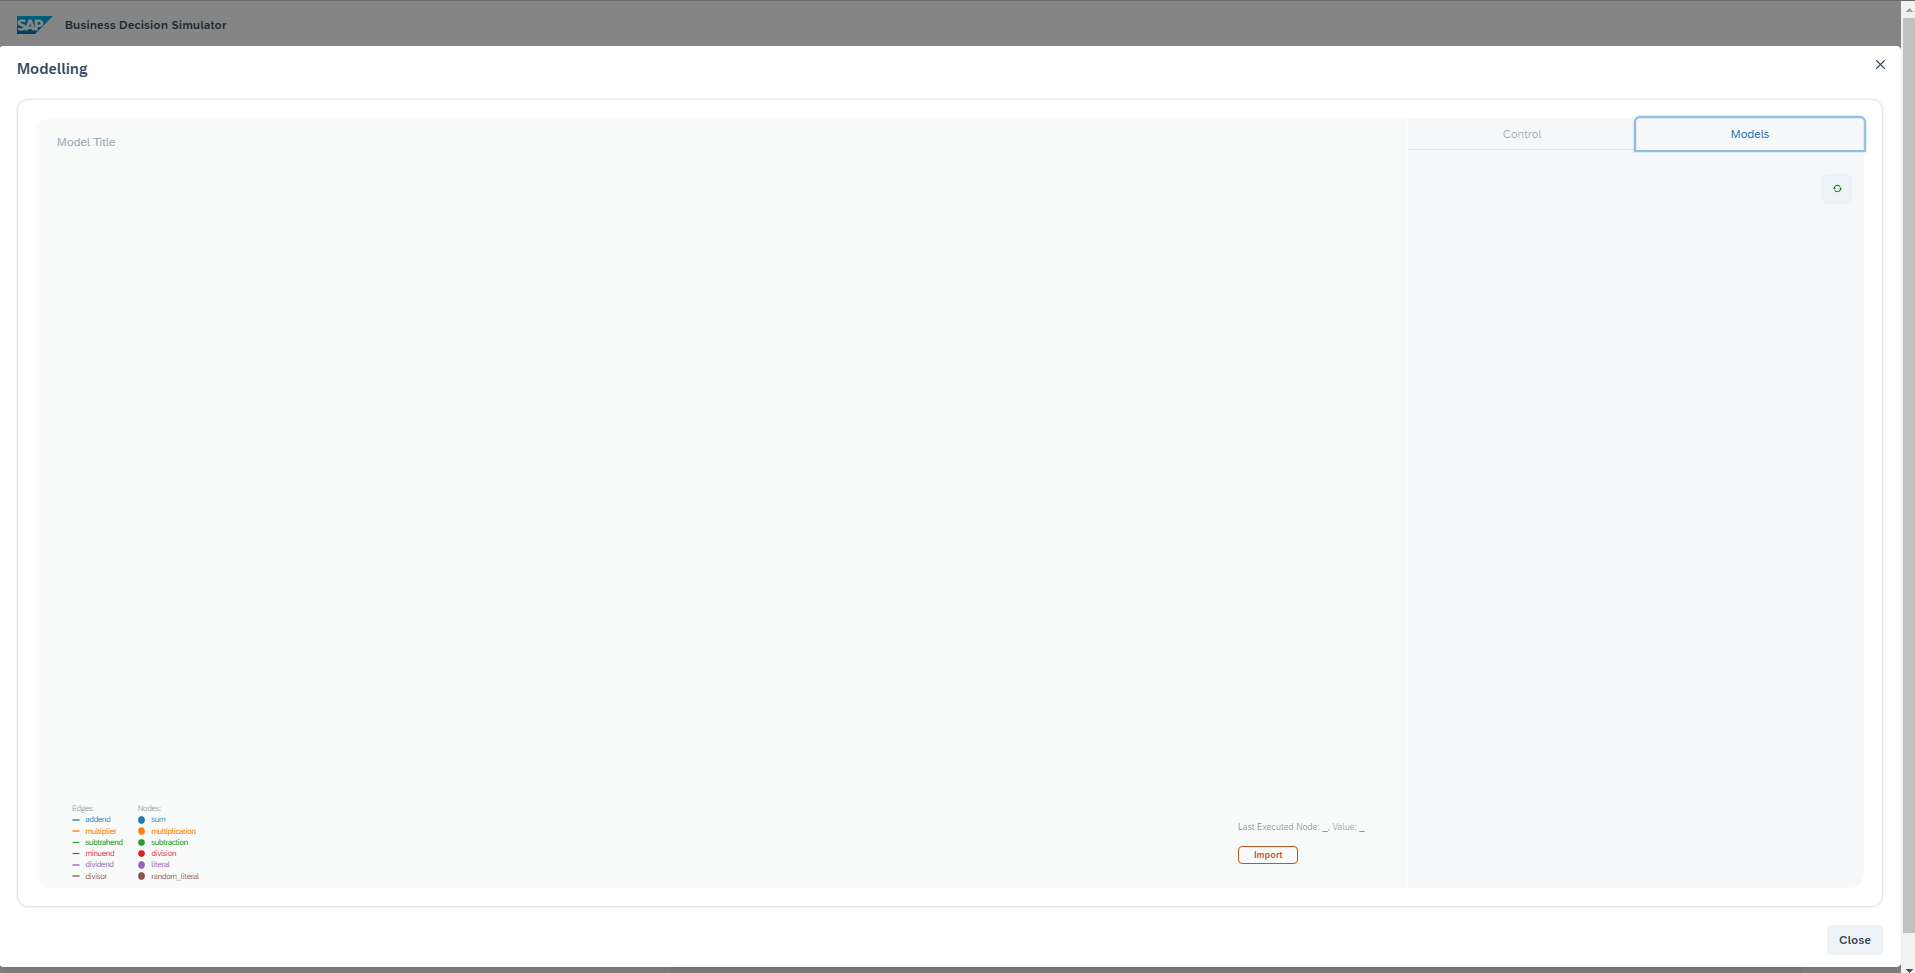 SAP Business Decision Simulator
Modelling
Model Title
Control Models
Edges: Nodes:
addend sum
multiplier multiplication
subtrahend subtraction
minuend division
dividend literal
divisor random_literal
Last Executed Node: _, Value: _
Import
Close